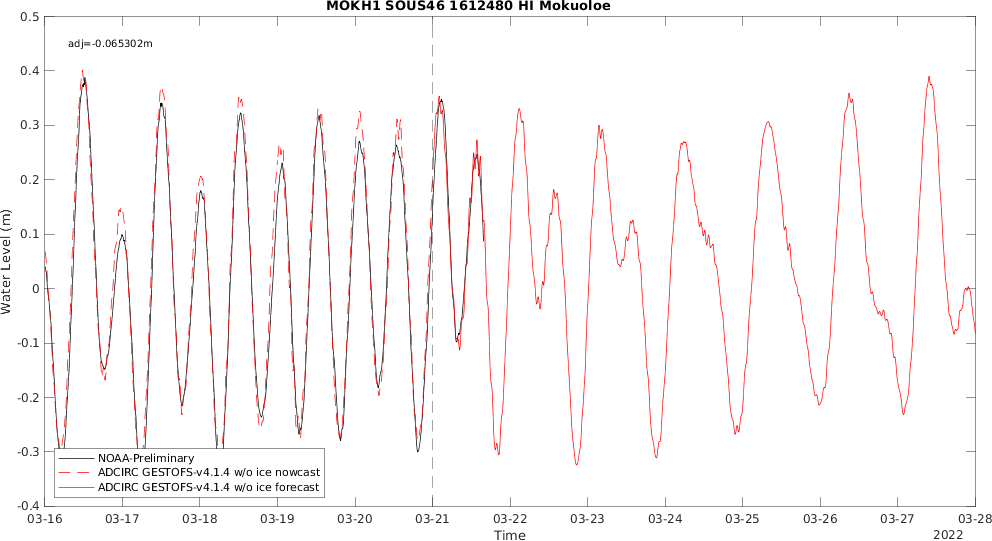 MOKH1 SOUS46 1612480 HI Mokuoloe
adj=-0.065302m
Water Level (m)
0.5
0.4
0.3
0.2
0.1
0
-0.1
-0.2
-0.3
-0.4
NOAA-Preliminary
ADCIRC GESTOFS-v4.1.4 w/o ice nowcast
ADCIRC GESTOFS-v4.1.4 w/o ice forecast
03-16 03-17 03-18 03-19 03-20 03-21 03-22 03-23 03-24 03-25 03-26 03-27 03-28
Time
2022